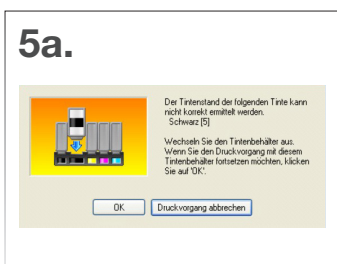 5a.
Der Tintenstand der folgenden Tinte kann
nicht korrekt ermittelt werden.
Schwarz [5]
Wechseln Sie den Tintenbehälter aus.
Wenn Sie den Druckvorgang mit diesem
Tintenbehälter fortsetzen möchten, klicken
Sie auf 'OK'.
OK
Druckvorgang abbrechen